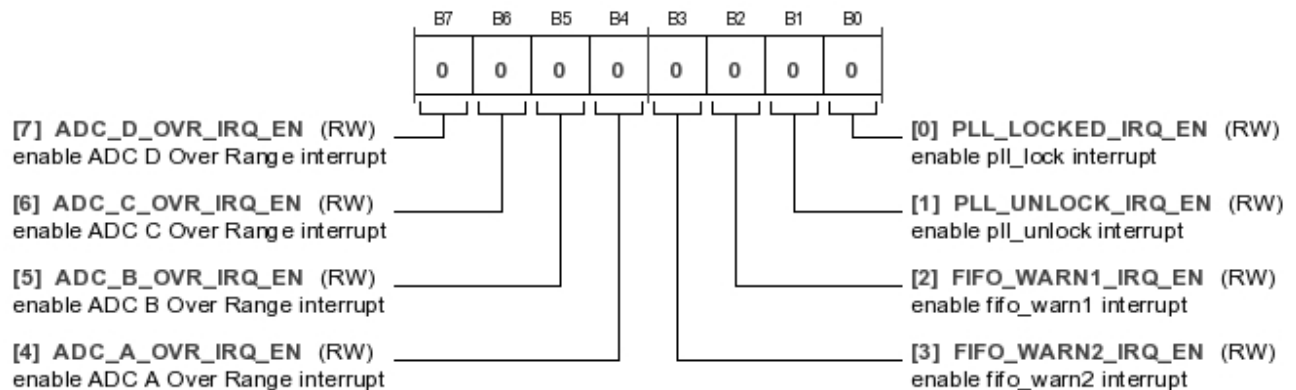 B7 B6 B5 B4 B3 B2 B1 B0
0 0 0 0 0 0 0 0
[7] ADC_D_OVR_IRQ_EN (RW)
enable ADC D Over Range interrupt
[6] ADC_C_OVR_IRQ_EN (RW)
enable ADC C Over Range interrupt
[5] ADC_B_OVR_IRQ_EN (RW)
enable ADC B Over Range interrupt
[4] ADC_A_OVR_IRQ_EN (RW)
enable ADC A Over Range interrupt
[0] PLL_LOCKED_IRQ_EN (RW)
enable pll_lock interrupt
[1] PLL_UNLOCK_IRQ_EN (RW)
enable pll_unlock interrupt
[2] FIFO_WARN1_IRQ_EN (RW)
enable fifo_warn1 interrupt
[3] FIFO_WARN2_IRQ_EN (RW)
enable fifo_warn2 interrupt